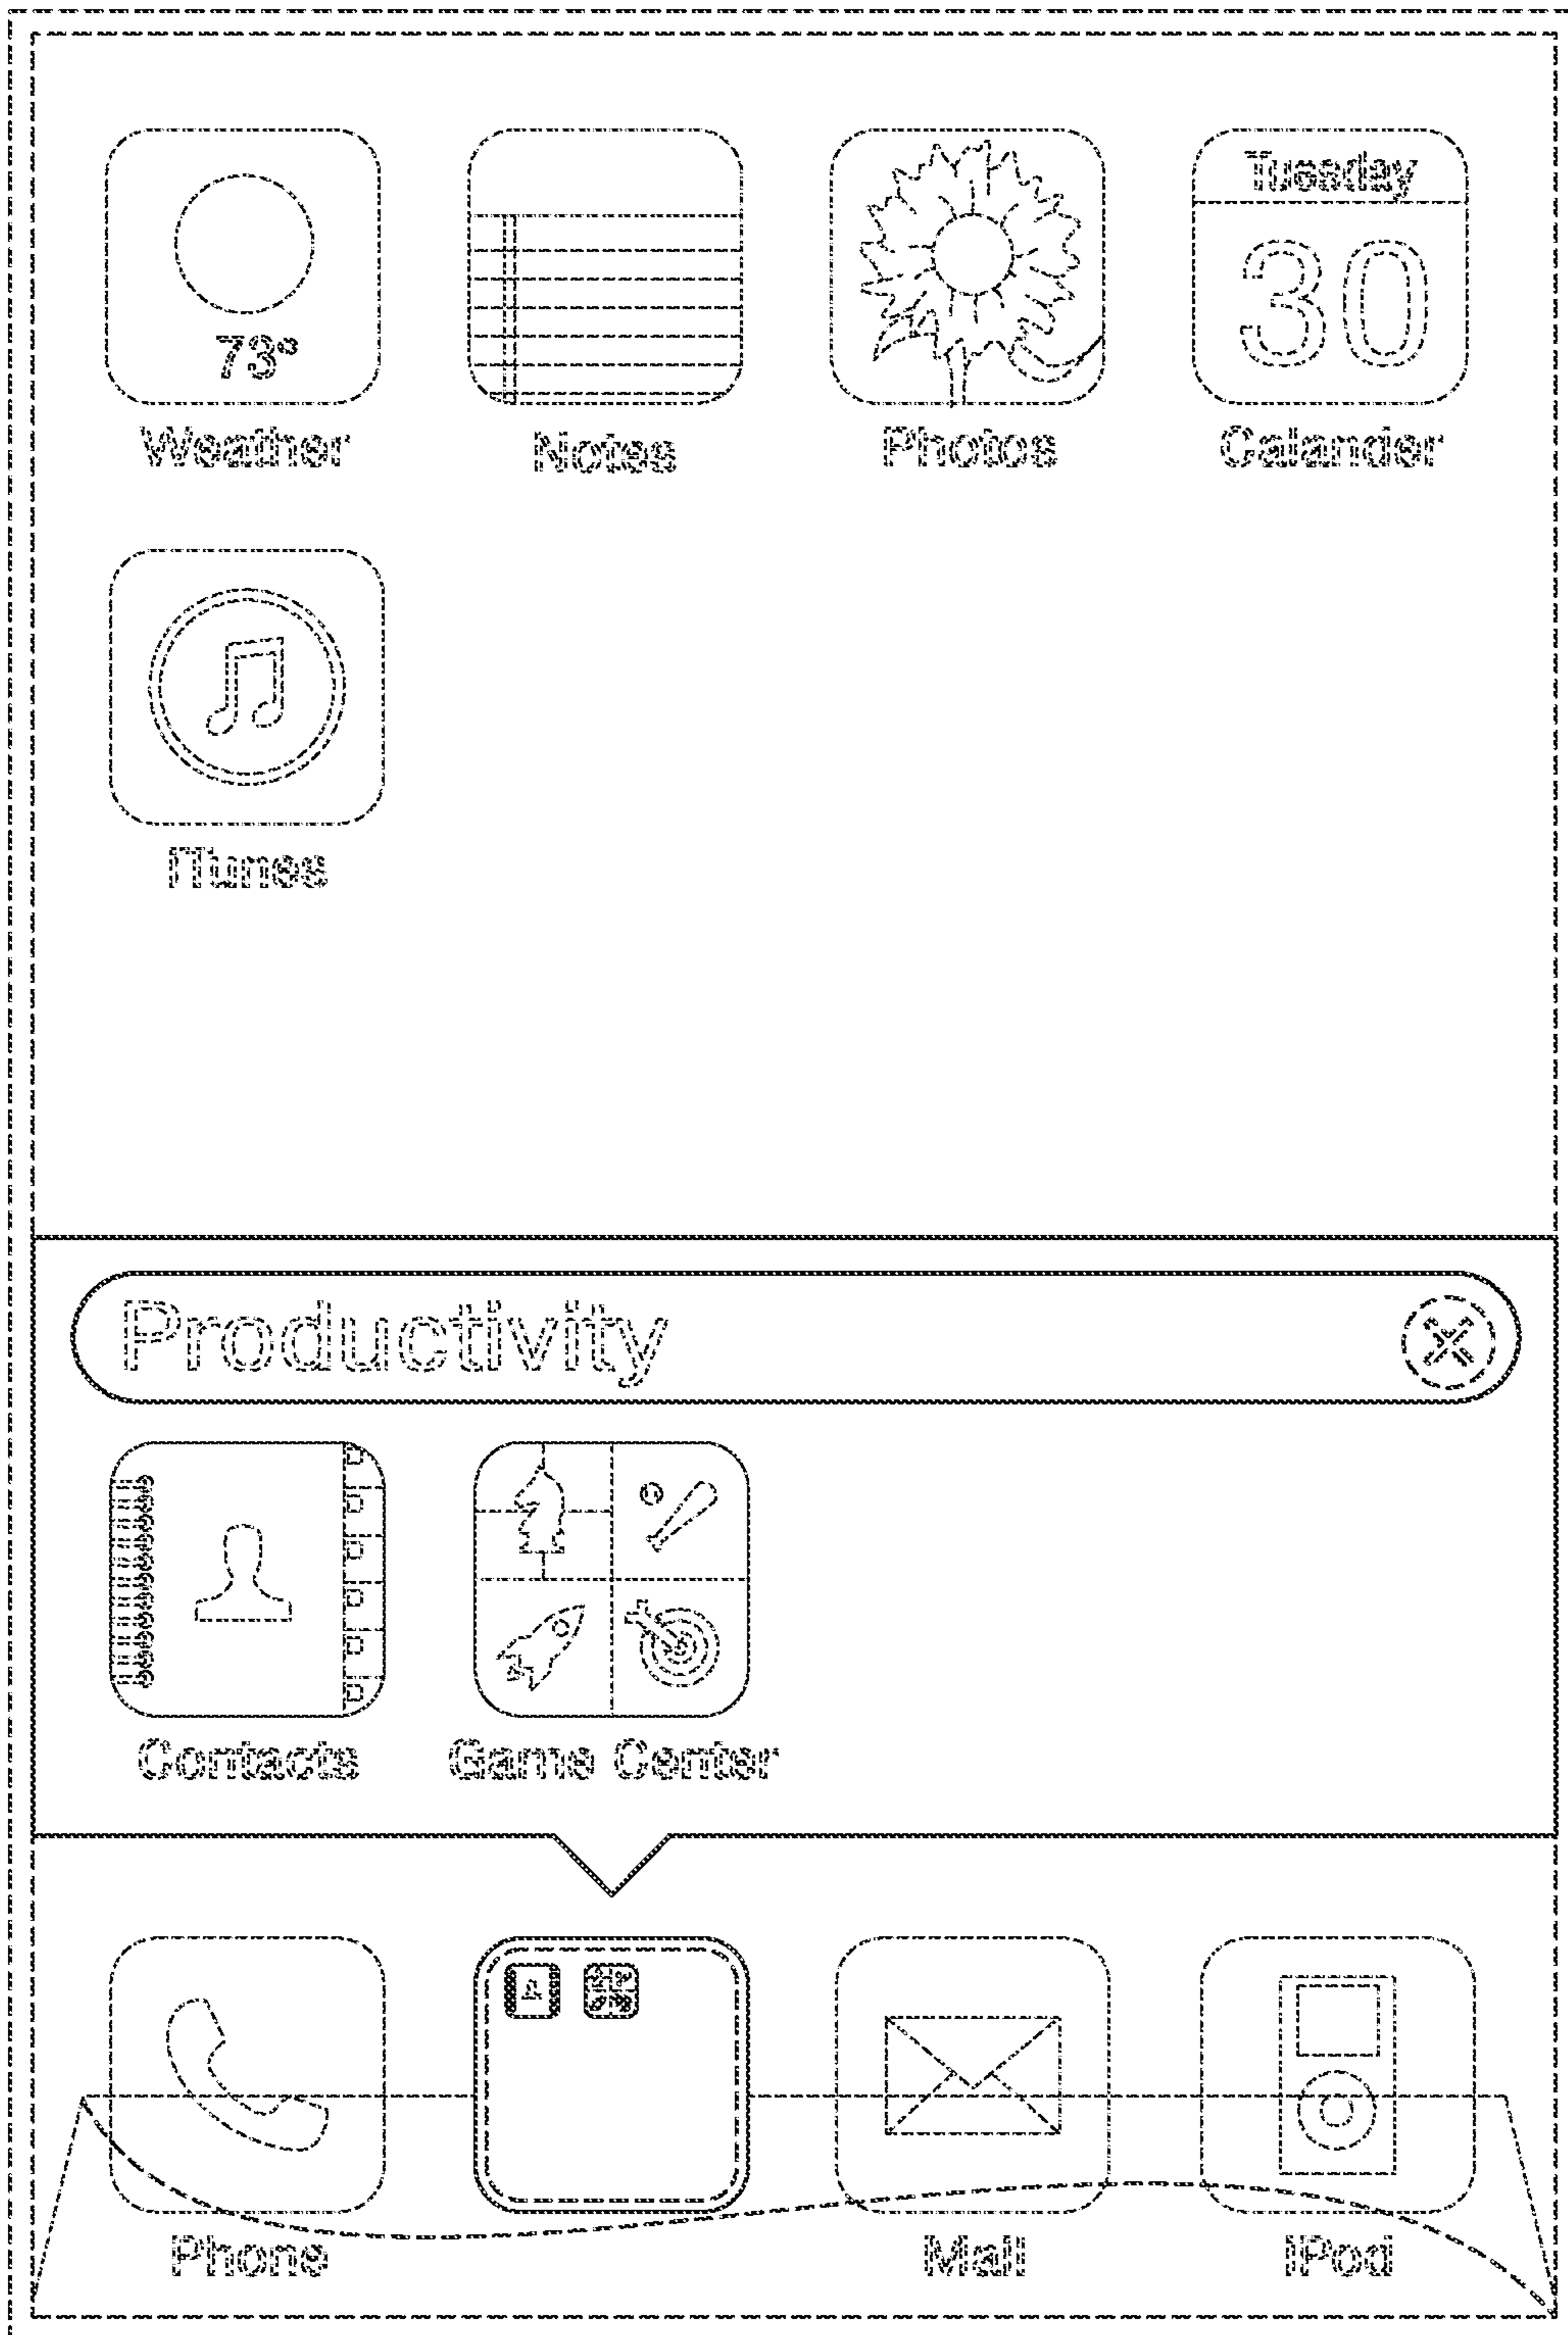 Tuesday
30
73°
Weather Notes Photos Calander
iTunes
Productivity
Contacts Game Center
Phone Mail iPod